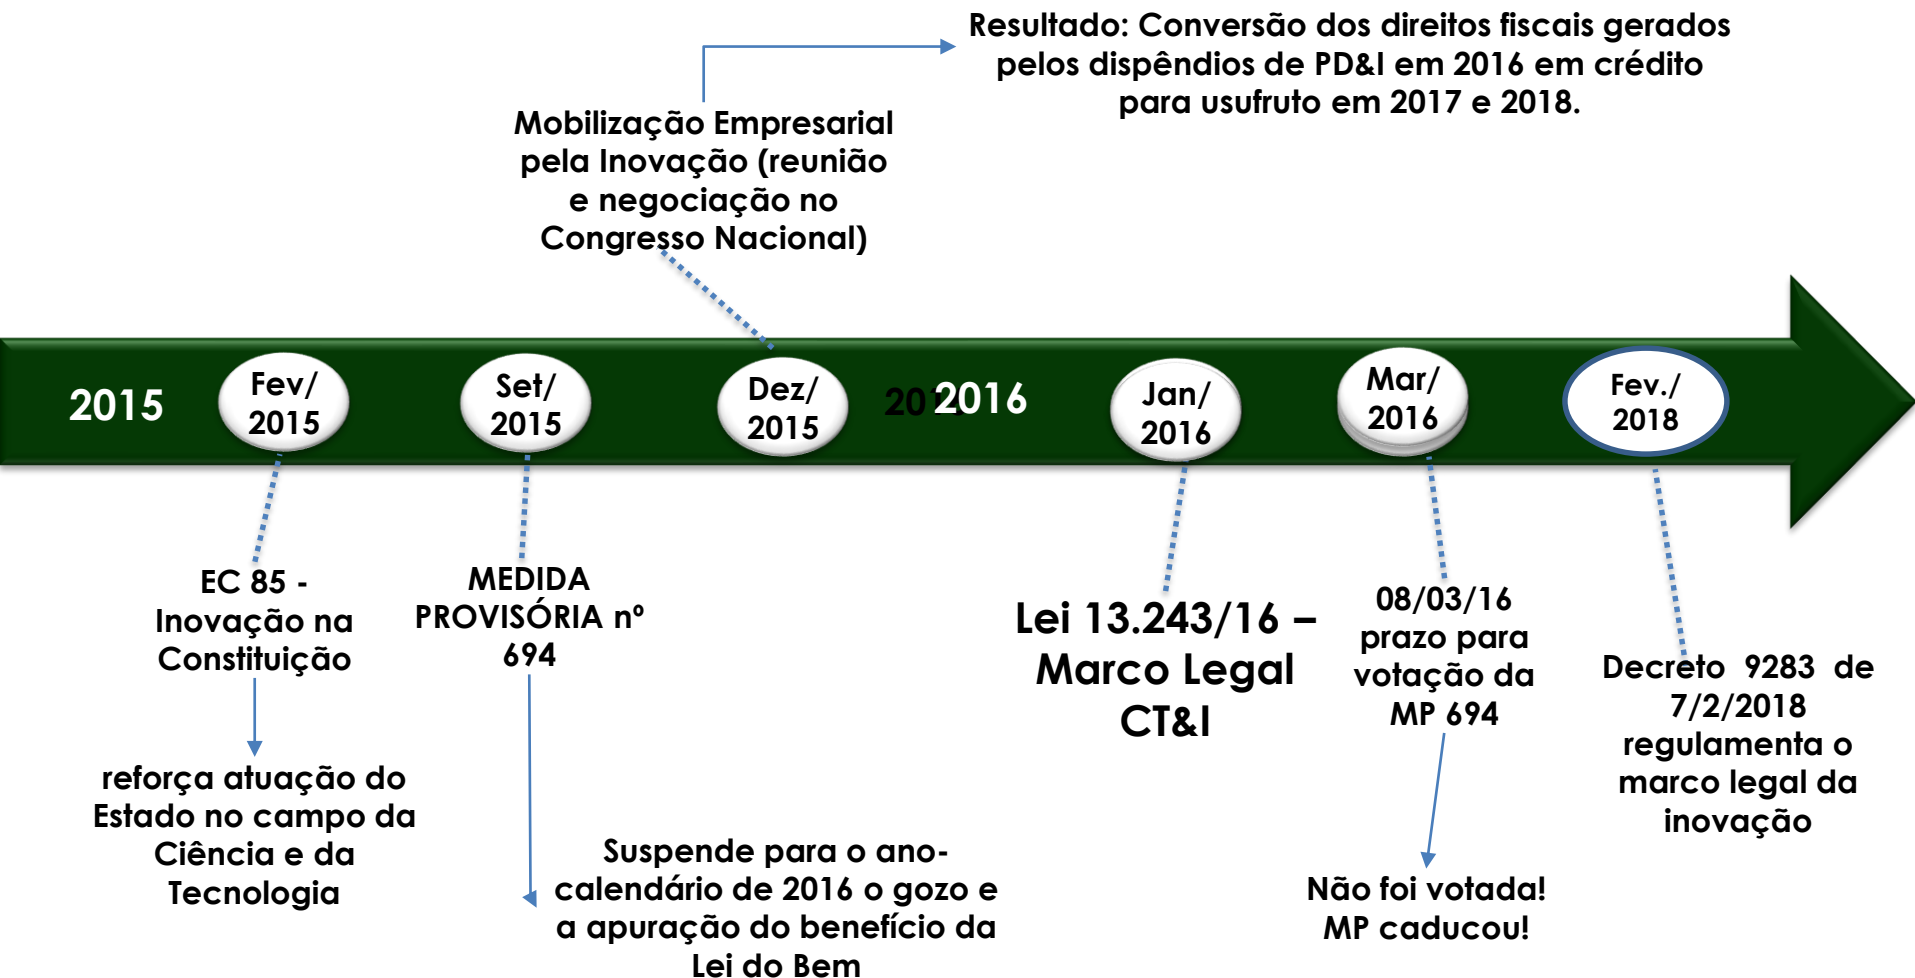 Resultado: Conversão dos direitos fiscais gerados
pelos dispêndios de PD&I em 2016 em crédito
para usufruto em 2017 e 2018.
Mobilização Empresarial
pela Inovação (reunião
e negociação no
Congresso Nacional)
2015
Fev/
2015
Set/
2015
Dez/
2015
2016
Jan/
2016
Mar/
2016
Fev./
2018
EC 85 -
Inovação na
Constituição
reforça atuação do
Estado no campo da
Ciência e da
Tecnologia
MEDIDA
PROVISÓRIA nº
694
Suspende para o ano-
calendário de 2016 o gozo e
a apuração do benefício da
Lei do Bem
Lei 13.243/16 –
Marco Legal
CT&I
08/03/16
prazo para
votação da
MP 694
Não foi votada!
MP caducou!
Decreto 9283 de
7/2/2018
regulamenta o
marco legal da
inovação